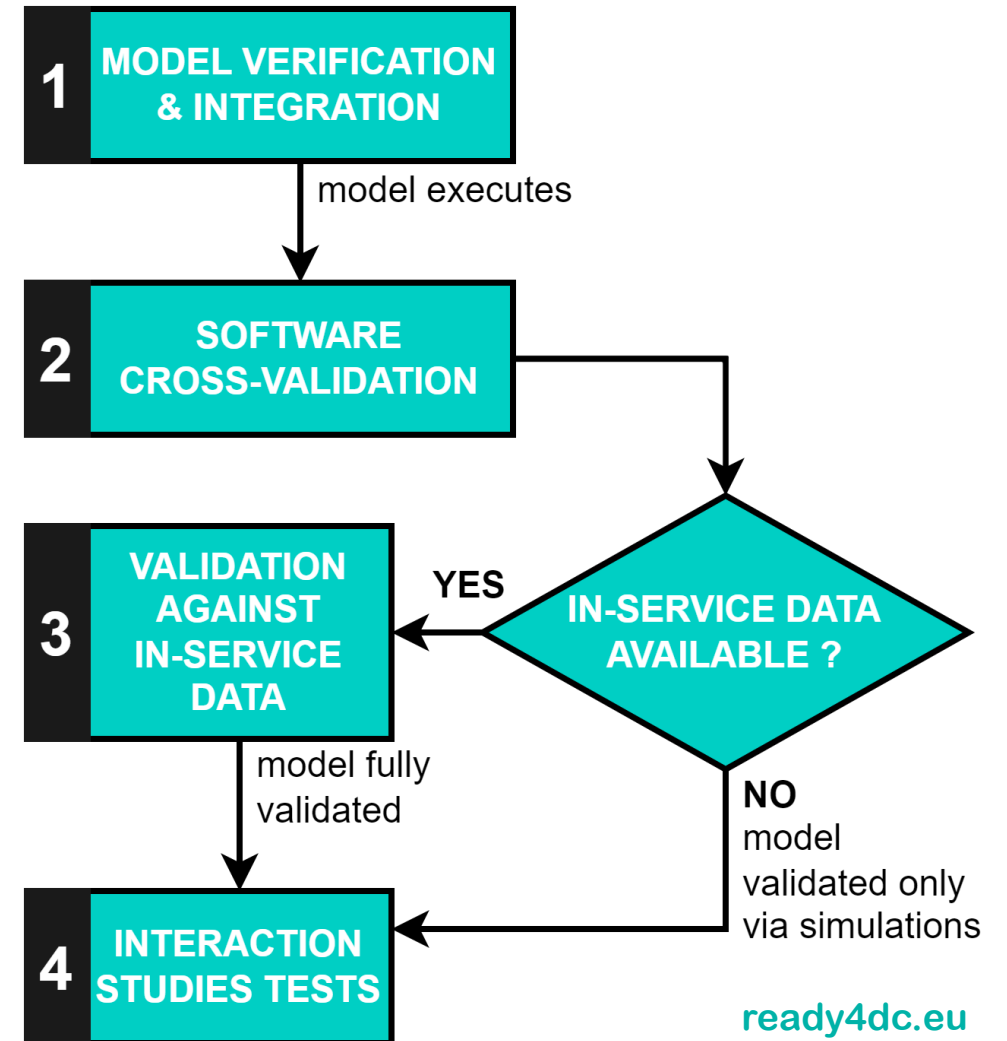 1
MODEL VERIFICATION
& INTEGRATION
model executes
2
SOFTWARE
CROSS-VALIDATION
IN-SERVICE DATA
AVAILABLE ?
YES
3
VALIDATION
AGAINST
IN-SERVICE
DATA
model fully
validated
NO
model
validated only
via simulations
4
INTERACTION
STUDIES TESTS
ready4dc.eu